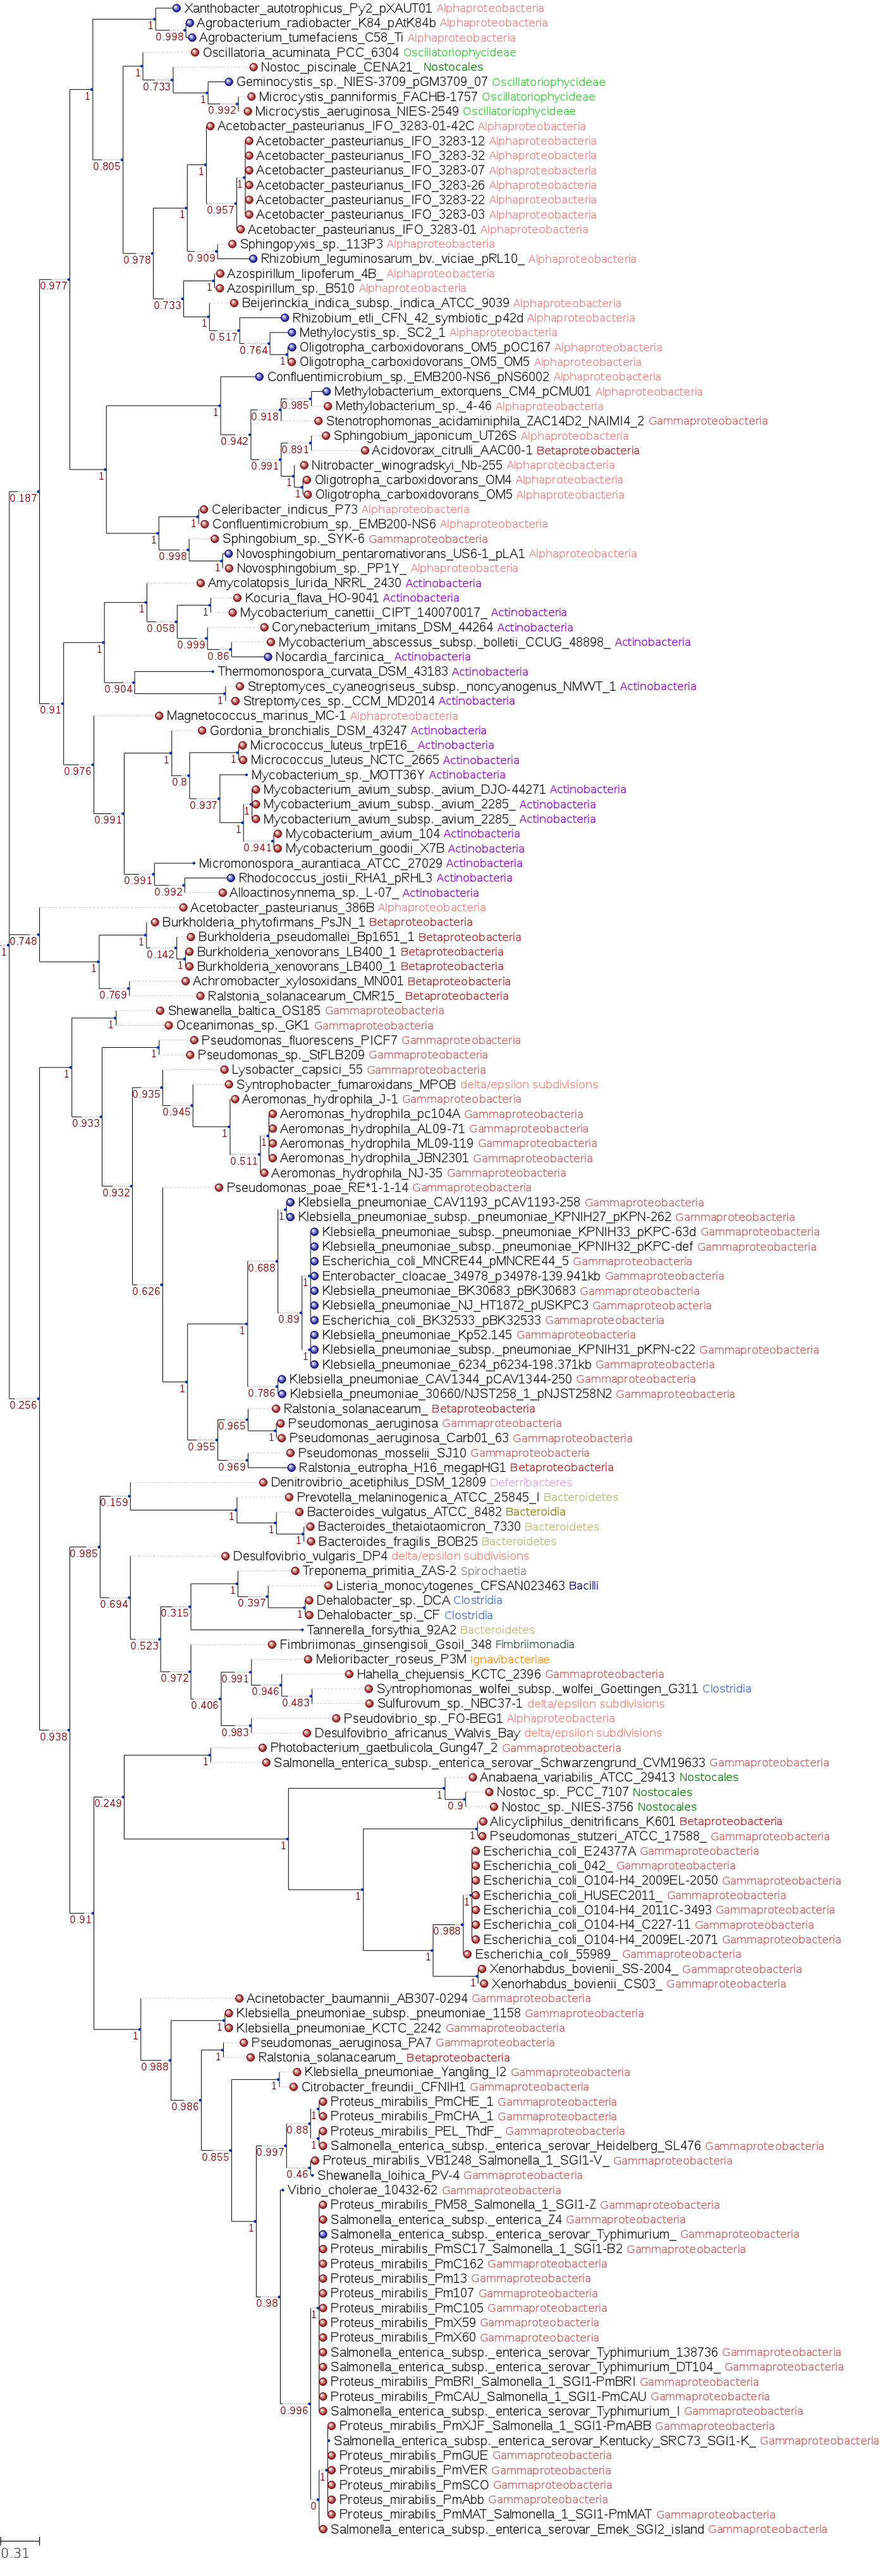 Xanthobacter_autotrophicus_Py2_pXAUT01 Alphaproteobacteria
1
Agrobacterium_radiobacter_K84_pAtK84b Alphaproteobacteria
0.998
Agrobacterium_tumefaciens_C58_Ti Alphaproteobacteria
Oscillatoria_acuminata_PCC_6304 Oscillatoriophycideae
1
Nostoc_piscinale_CENA21_ Nostocales
1
0.733
Geminocystis_sp._NIES-3709_pGM3709_07 Oscillatoriophycideae
1
Microcystis_panniformis_FACHB-1757 Oscillatoriophycideae
0.992
Microcystis_aeruginosa_NIES-2549 Oscillatoriophycideae
Acetobacter_pasteurianus_IFO_3283-01-42C Alphaproteobacteria
Acetobacter_pasteurianus_IFO_3283-12 Alphaproteobacteria
Acetobacter_pasteurianus_IFO_3283-32 Alphaproteobacteria
0.805
1
Acetobacter_pasteurianus_IFO_3283-07 Alphaproteobacteria
1
Acetobacter_pasteurianus_IFO_3283-26 Alphaproteobacteria
Acetobacter_pasteurianus_IFO_3283-22 Alphaproteobacteria
0.957
Acetobacter_pasteurianus_IFO_3283-03 Alphaproteobacteria
1
Acetobacter_pasteurianus_IFO_3283-01 Alphaproteobacteria
Sphingopyxis_sp._113P3 Alphaproteobacteria
0.978
0.909
Rhizobium_leguminosarum_bv._viciae_pRL10_ Alphaproteobacteria
Azospirillum_lipoferum_4B_ Alphaproteobacteria
0.977
1
Azospirillum_sp._B510 Alphaproteobacteria
0.733
Beijerinckia_indica_subsp._indica_ATCC_9039 Alphaproteobacteria
1
Rhizobium_etli_CFN_42_symbiotic_p42d Alphaproteobacteria
0.517
Methylocystis_sp._SC2_1 Alphaproteobacteria
0.764
Oligotropha_carboxidovorans_OM5_pOC167 Alphaproteobacteria
1
Oligotropha_carboxidovorans_OM5_OM5 Alphaproteobacteria
Confluentimicrobium_sp._EMB200-NS6_pNS6002 Alphaproteobacteria
Methylobacterium_extorquens_CM4_pCMU01 Alphaproteobacteria
1
0.985
Methylobacterium_sp._4-46 Alphaproteobacteria
0.918
Stenotrophomonas_acidaminiphila_ZAC14D2_NAIMI4_2 Gammaproteobacteria
0.942
Sphingobium_japonicum_UT26S Alphaproteobacteria
0.891
Acidovorax_citrulli_AAC00-1 Betaproteobacteria
0.991
Nitrobacter_winogradskyi_Nb-255 Alphaproteobacteria
1
1
Oligotropha_carboxidovorans_OM4 Alphaproteobacteria
1
Oligotropha_carboxidovorans_OM5 Alphaproteobacteria
0.187
Celeribacter_indicus_P73 Alphaproteobacteria
1
Confluentimicrobium_sp._EMB200-NS6 Alphaproteobacteria
1
Sphingobium_sp._SYK-6 Gammaproteobacteria
0.998
Novosphingobium_pentaromativorans_US6-1_pLA1 Alphaproteobacteria
1
Novosphingobium_sp._PP1Y_ Alphaproteobacteria
Amycolatopsis_lurida_NRRL_2430 Actinobacteria
Kocuria_flava_HO-9041 Actinobacteria
1
1
Mycobacterium_canettii_CIPT_140070017_ Actinobacteria
0.058
Corynebacterium_imitans_DSM_44264 Actinobacteria
1
0.999
Mycobacterium_abscessus_subsp._bolletii_CCUG_48898_ Actinobacteria
0.86
Nocardia_farcinica_ Actinobacteria
Thermomonospora_curvata_DSM_43183 Actinobacteria
0.904
Streptomyces_cyaneogriseus_subsp._noncyanogenus_NMWT_1 Actinobacteria
1
Streptomyces_sp._CCM_MD2014 Actinobacteria
0.91
Magnetococcus_marinus_MC-1 Alphaproteobacteria
Gordonia_bronchialis_DSM_43247 Actinobacteria
Micrococcus_luteus_trpE16_ Actinobacteria
1
1
Micrococcus_luteus_NCTC_2665 Actinobacteria
0.976
0.8
Mycobacterium_sp._MOTT36Y Actinobacteria
Mycobacterium_avium_subsp._avium_DJO-44271 Actinobacteria
0.937
1
Mycobacterium_avium_subsp._avium_2285_ Actinobacteria
0.991
Mycobacterium_avium_subsp._avium_2285_ Actinobacteria
1
Mycobacterium_avium_104 Actinobacteria
0.941
Mycobacterium_goodii_X7B Actinobacteria
Micromonospora_aurantiaca_ATCC_27029 Actinobacteria
0.991
Rhodococcus_jostii_RHA1_pRHL3 Actinobacteria
0.992
Alloactinosynnema_sp._L-07_ Actinobacteria
Acetobacter_pasteurianus_386B Alphaproteobacteria
Burkholderia_phytofirmans_PsJN_1 Betaproteobacteria
0.748
1
Burkholderia_pseudomallei_Bp1651_1 Betaproteobacteria
1
0.142
Burkholderia_xenovorans_LB400_1 Betaproteobacteria
1
1
Burkholderia_xenovorans_LB400_1 Betaproteobacteria
Achromobacter_xylosoxidans_MN001 Betaproteobacteria
0.769
Ralstonia_solanacearum_CMR15_ Betaproteobacteria
Shewanella_baltica_OS185 Gammaproteobacteria
1
Oceanimonas_sp._GK1 Gammaproteobacteria
Pseudomonas_fluorescens_PICF7 Gammaproteobacteria
1
Pseudomonas_sp._StFLB209 Gammaproteobacteria
1
Lysobacter_capsici_55 Gammaproteobacteria
Syntrophobacter_fumaroxidans_MPOB delta/epsilon subdivisions
0.935
Aeromonas_hydrophila_J-1 Gammaproteobacteria
0.945
Aeromonas_hydrophila_pc104A Gammaproteobacteria
0.933
Aeromonas_hydrophila_AL09-71 Gammaproteobacteria
1
1
Aeromonas_hydrophila_ML09-119 Gammaproteobacteria
0.511
Aeromonas_hydrophila_JBN2301 Gammaproteobacteria
Aeromonas_hydrophila_NJ-35 Gammaproteobacteria
0.932
Pseudomonas_poae_RE*1-1-14 Gammaproteobacteria
Klebsiella_pneumoniae_CAV1193_pCAV1193-258 Gammaproteobacteria
1
Klebsiella_pneumoniae_subsp._pneumoniae_KPNIH27_pKPN-262 Gammaproteobacteria
Klebsiella_pneumoniae_subsp._pneumoniae_KPNIH33_pKPC-63d Gammaproteobacteria
Klebsiella_pneumoniae_subsp._pneumoniae_KPNIH32_pKPC-def Gammaproteobacteria
0.688
Escherichia_coli_MNCRE44_pMNCRE44_5 Gammaproteobacteria
1
Enterobacter_cloacae_34978_p34978-139.941kb Gammaproteobacteria
0.626
Klebsiella_pneumoniae_BK30683_pBK30683 Gammaproteobacteria
Klebsiella_pneumoniae_NJ_HT1872_pUSKPC3 Gammaproteobacteria
0.89
Escherichia_coli_BK32533_pBK32533 Gammaproteobacteria
1
Klebsiella_pneumoniae_Kp52.145 Gammaproteobacteria
Klebsiella_pneumoniae_subsp._pneumoniae_KPNIH31_pKPN-c22 Gammaproteobacteria
1
Klebsiella_pneumoniae_6234_p6234-198.371kb Gammaproteobacteria
Klebsiella_pneumoniae_CAV1344_pCAV1344-250 Gammaproteobacteria
1
0.786
Klebsiella_pneumoniae_30660/NJST258_1_pNJST258N2 Gammaproteobacteria
0.256
Ralstonia_solanacearum_ Betaproteobacteria
0.965
Pseudomonas_aeruginosa Gammaproteobacteria
1
Pseudomonas_aeruginosa_Carb01_63 Gammaproteobacteria
0.955
Pseudomonas_mosselii_SJ10 Gammaproteobacteria
0.969
Ralstonia_eutropha_H16_megapHG1 Betaproteobacteria
Denitrovibrio_acetiphilus_DSM_12809 Deferribacteres
0.159
Prevotella_melaninogenica_ATCC_25845_I Bacteroidetes
1
Bacteroides_vulgatus_ATCC_8482 Bacteroidia
1
Bacteroides_thetaiotaomicron_7330 Bacteroidetes
1
Bacteroides_fragilis_BOB25 Bacteroidetes
0.985
Desulfovibrio_vulgaris_DP4 delta/epsilon subdivisions
Treponema_primitia_ZAS-2 Spirochaetia
1
Listeria_monocytogenes_CFSAN023463 Bacilli
0.694
0.397
Dehalobacter_sp._DCA Clostridia
0.315
1
Dehalobacter_sp._CF Clostridia
Tannerella_forsythia_92A2 Bacteroidetes
0.523
Fimbriimonas_ginsengisoli_Gsoil_348 Fimbriimonadia
Melioribacter_roseus_P3M Ignavibacteriae
0.972
0.991
Hahella_chejuensis_KCTC_2396 Gammaproteobacteria
0.946
Syntrophomonas_wolfei_subsp._wolfei_Goettingen_G311 Clostridia
0.406
0.483
Sulfurovum_sp._NBC37-1 delta/epsilon subdivisions
Pseudovibrio_sp._FO-BEG1 Alphaproteobacteria
0.938
0.983
Desulfovibrio_africanus_Walvis_Bay delta/epsilon subdivisions
Photobacterium_gaetbulicola_Gung47_2 Gammaproteobacteria
1
Salmonella_enterica_subsp._enterica_serovar_Schwarzengrund_CVM19633 Gammaproteobacteria
Anabaena_variabilis_ATCC_29413 Nostocales
0.249
1
Nostoc_sp._PCC_7107 Nostocales
0.9
Nostoc_sp._NIES-3756 Nostocales
Alicycliphilus_denitrificans_K601 Betaproteobacteria
1
1
Pseudomonas_stutzeri_ATCC_17588_ Gammaproteobacteria
Escherichia_coli_E24377A Gammaproteobacteria
Escherichia_coli_042_ Gammaproteobacteria
Escherichia_coli_O104-H4_2009EL-2050 Gammaproteobacteria
1
Escherichia_coli_HUSEC2011_ Gammaproteobacteria
1
Escherichia_coli_O104-H4_2011C-3493 Gammaproteobacteria
0.91
Escherichia_coli_O104-H4_C227-11 Gammaproteobacteria
0.988
Escherichia_coli_O104-H4_2009EL-2071 Gammaproteobacteria
1
Escherichia_coli_55989_ Gammaproteobacteria
Xenorhabdus_bovienii_SS-2004_ Gammaproteobacteria
1
Xenorhabdus_bovienii_CS03_ Gammaproteobacteria
Acinetobacter_baumannii_AB307-0294 Gammaproteobacteria
1
Klebsiella_pneumoniae_subsp._pneumoniae_1158 Gammaproteobacteria
1
Klebsiella_pneumoniae_KCTC_2242 Gammaproteobacteria
0.988
Pseudomonas_aeruginosa_PA7 Gammaproteobacteria
1
Ralstonia_solanacearum_ Betaproteobacteria
0.986
Klebsiella_pneumoniae_Yangling_I2 Gammaproteobacteria
1
Citrobacter_freundii_CFNIH1 Gammaproteobacteria
Proteus_mirabilis_PmCHE_1 Gammaproteobacteria
1
Proteus_mirabilis_PmCHA_1 Gammaproteobacteria
0.88
Proteus_mirabilis_PEL_ThdF_ Gammaproteobacteria
0.855
0.997
1
Salmonella_enterica_subsp._enterica_serovar_Heidelberg_SL476 Gammaproteobacteria
Proteus_mirabilis_VB1248_Salmonella_1_SGI1-V_ Gammaproteobacteria
0.46
Shewanella_loihica_PV-4 Gammaproteobacteria
Vibrio_cholerae_10432-62 Gammaproteobacteria
Proteus_mirabilis_PM58_Salmonella_1_SGI1-Z Gammaproteobacteria
1
Salmonella_enterica_subsp._enterica_Z4 Gammaproteobacteria
Salmonella_enterica_subsp._enterica_serovar_Typhimurium_ Gammaproteobacteria
Proteus_mirabilis_PmSC17_Salmonella_1_SGI1-B2 Gammaproteobacteria
Proteus_mirabilis_PmC162 Gammaproteobacteria
Proteus_mirabilis_Pm13 Gammaproteobacteria
Proteus_mirabilis_Pm107 Gammaproteobacteria
0.98
Proteus_mirabilis_PmC105 Gammaproteobacteria
1
Proteus_mirabilis_PmX59 Gammaproteobacteria
Proteus_mirabilis_PmX60 Gammaproteobacteria
Salmonella_enterica_subsp._enterica_serovar_Typhimurium_138736 Gammaproteobacteria
Salmonella_enterica_subsp._enterica_serovar_Typhimurium_DT104_ Gammaproteobacteria
Proteus_mirabilis_PmBRI_Salmonella_1_SGI1-PmBRI Gammaproteobacteria
Proteus_mirabilis_PmCAU_Salmonella_1_SGI1-PmCAU Gammaproteobacteria
0.996
Salmonella_enterica_subsp._enterica_serovar_Typhimurium_I Gammaproteobacteria
Proteus_mirabilis_PmXJF_Salmonella_1_SGI1-PmABB Gammaproteobacteria
Salmonella_enterica_subsp._enterica_serovar_Kentucky_SRC73_SGI1-K_ Gammaproteobacteria
Proteus_mirabilis_PmGUE Gammaproteobacteria
1
Proteus_mirabilis_PmVER Gammaproteobacteria
Proteus_mirabilis_PmSCO Gammaproteobacteria
0
Proteus_mirabilis_PmAbb Gammaproteobacteria
Proteus_mirabilis_PmMAT_Salmonella_1_SGI1-PmMAT Gammaproteobacteria
Salmonella_enterica_subsp._enterica_serovar_Emek_SGI2_island Gammaproteobacteria
0.31